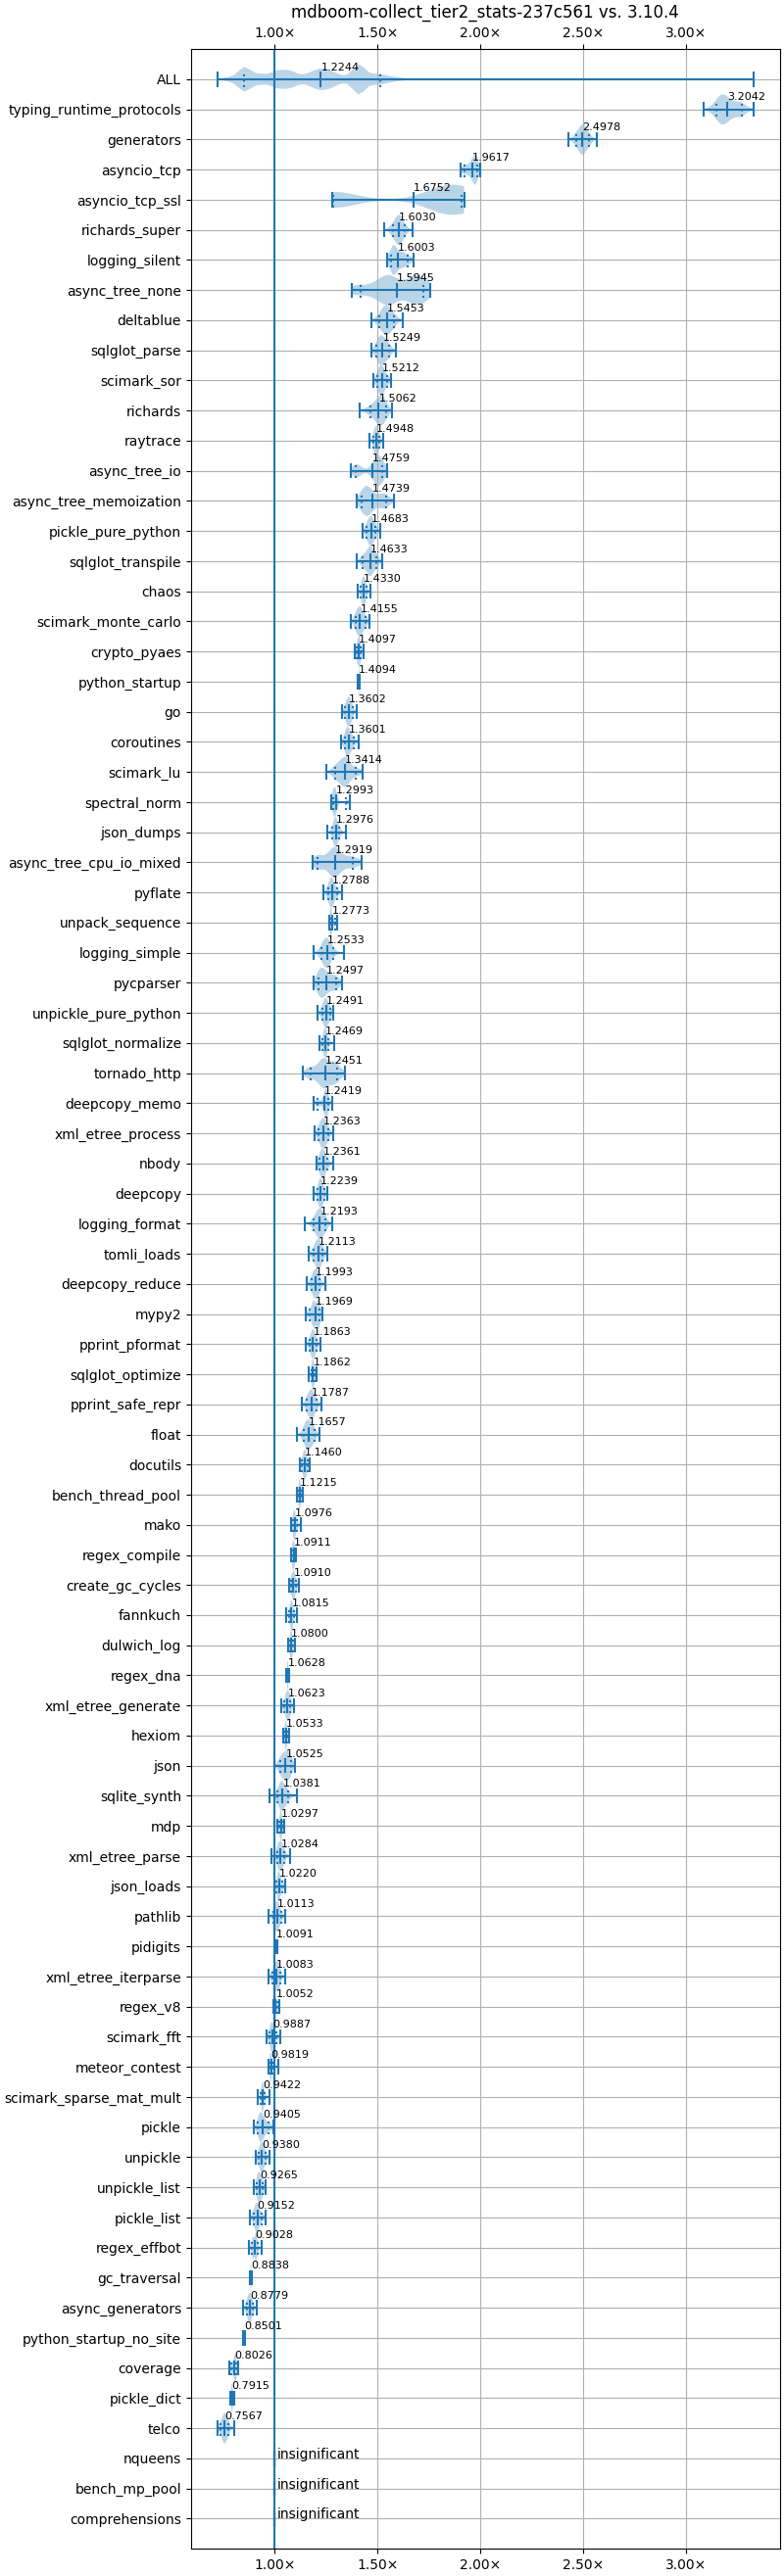 mdboom-collect_tier2_stats-237c561 vs. 3.10.4
1.00× 1.50× 2.00× 2.50× 3.00×
ALL 1.2244
typing_runtime_protocols 3.2042
generators 2.4978
asyncio_tcp 1.9617
asyncio_tcp_ssl 1.6752
richards_super 1.6030
logging_silent 1.6003
async_tree_none 1.5945
deltablue 1.5453
sqlglot_parse 1.5249
scimark_sor 1.5212
richards 1.5062
raytrace 1.4948
async_tree_io 1.4759
async_tree_memoization 1.4739
pickle_pure_python 1.4683
sqlglot_transpile 1.4633
chaos 1.4330
scimark_monte_carlo 1.4155
crypto_pyaes 1.4097
python_startup 1.4094
go 1.3602
coroutines 1.3601
scimark_lu 1.3414
spectral_norm 1.2993
json_dumps 1.2976
async_tree_cpu_io_mixed 1.2919
pyflate 1.2788
unpack_sequence 1.2773
logging_simple 1.2533
pycparser 1.2497
unpickle_pure_python 1.2491
sqlglot_normalize 1.2469
tornado_http 1.2451
deepcopy_memo 1.2419
xml_etree_process 1.2363
nbody 1.2361
deepcopy 1.2239
logging_format 1.2193
tomli_loads 1.2113
deepcopy_reduce 1.1993
mypy2 1.1969
pprint_pformat 1.1863
sqlglot_optimize 1.1862
pprint_safe_repr 1.1787
float 1.1657
docutils 1.1460
bench_thread_pool 1.1215
mako 1.0976
regex_compile 1.0911
create_gc_cycles 1.0910
fannkuch 1.0815
dulwich_log 1.0800
regex_dna 1.0628
xml_etree_generate 1.0623
hexiom 1.0533
json 1.0525
sqlite_synth 1.0381
mdp 1.0297
xml_etree_parse 1.0284
json_loads 1.0220
pathlib 1.0113
pidigits 1.0091
xml_etree_iterparse 1.0083
regex_v8 1.0052
scimark_fft 0.9887
meteor_contest 0.9819
scimark_sparse_mat_mult 0.9422
pickle 0.9405
unpickle 0.9380
unpickle_list 0.9265
pickle_list 0.9152
regex_effbot 0.9028
gc_traversal 0.8838
async_generators 0.8779
python_startup_no_site 0.8501
coverage 0.8026
pickle_dict 0.7915
telco 0.7567
nqueens insignificant
bench_mp_pool insignificant
comprehensions insignificant
1.00× 1.50× 2.00× 2.50× 3.00×